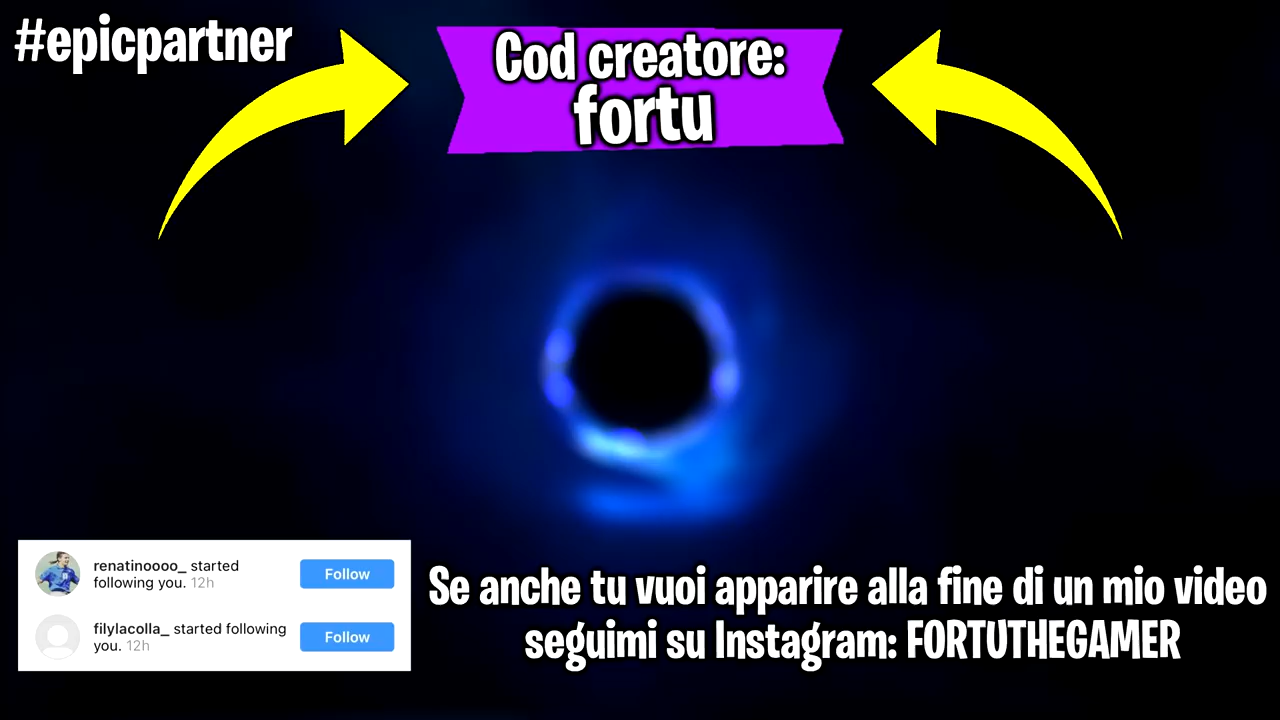 #epicpartner
Cod creatore:
fortu
renatinoooo_ started
following you. 12h
Follow
filylacolla_ started following
you. 12h
Follow
Se anche tu vuoi apparire alla fine di un mio video
seguimi su Instagram: FORTUTHEGAMER